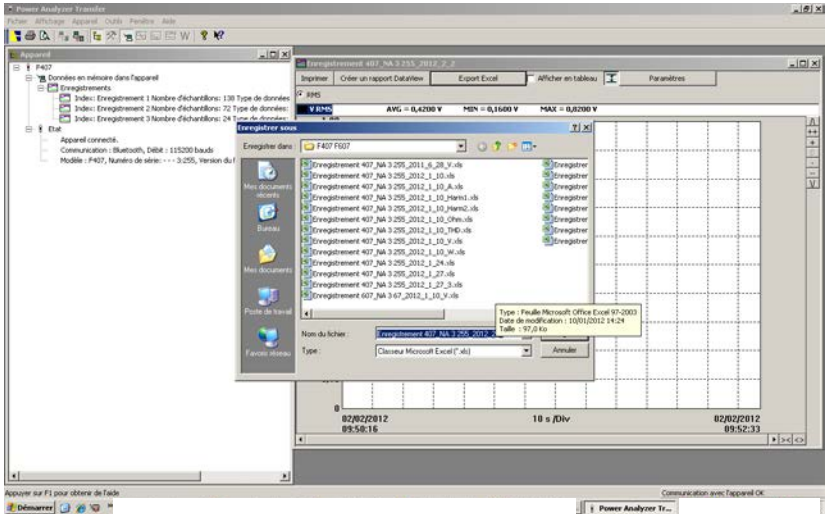 Power Analyzer Transfer
Fichier Affichage Appareil Outils Fenêtre Aide
Appareil
F407
Données en mémoire dans l'appareil
Enregistrements
Index: Enregistrement 1 Nombre d'échantillons: 138 Type de données
Index: Enregistrement 2 Nombre d'échantillons: 72 Type de données:
Index: Enregistrement 3 Nombre d'échantillons: 24 Type de données:
Etat
Appareil connecté.
Communication : Bluetooth, Débit : 115200 bauds
Modèle : F407, Numéro de série: - - - 3:255, Version du
Enregistrement 407_NA 3 255_2012_2_2
Imprimer Créer un rapport DataView Export Excel Afficher en tableau Paramètres
RMS
V RMS AVG = 0,4200 V MIN = 0,1600 V MAX = 0,8200 V
Enregistrer sous
Enregistrer dans : F407 F607
Mes documents récents
Bureau
Mes documents
Poste de travail
Favoris réseau
Enregistrement 407_NA 3 255_2011_6_28_V.xls
Enregistrement 407_NA 3 255_2012_1_10.xls
Enregistrement 407_NA 3 255_2012_1_10_A.xls
Enregistrement 407_NA 3 255_2012_1_10_Harm1.xls
Enregistrement 407_NA 3 255_2012_1_10_Harm2.xls
Enregistrement 407_NA 3 255_2012_1_10_Ohm.xls
Enregistrement 407_NA 3 255_2012_1_10_THD.xls
Enregistrement 407_NA 3 255_2012_1_10_V.xls
Enregistrement 407_NA 3 255_2012_1_10_W.xls
Enregistrement 407_NA 3 255_2012_1_24.xls
Enregistrement 407_NA 3 255_2012_1_27.xls
Enregistrement 407_NA 3 255_2012_1_27_3.xls
Enregistrement 607_NA 3 67_2012_1_10_V.xls
Enregistrer
Enregistrer
Enregistrer
Enregistrer
Enregistrer
Enregistrer
Enregistrer
Type : Feuille Microsoft Office Excel 97-2003
Date de modification : 10/01/2012 14:24
Taille : 97,0 Ko
Nom du fichier : Enregistrement 407_NA 3 255_2012_2
Type : Classeur Microsoft Excel (*.xls) Annuler
0
02/02/2012 10 s /Div 02/02/2012
09:50:16 09:52:33
Appuyer sur F1 pour obtenir de l'aide Communication avec l'appareil OK
Démarrer Power Analyzer Tr...